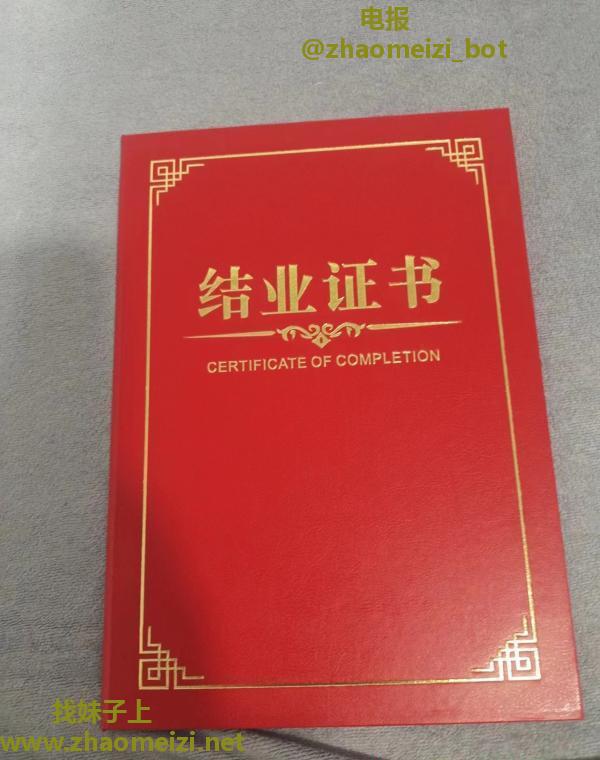 电报
@zhaomeizi_bot
结业证书
CERTIFICATE OF COMPLETION
找妹子上
www.zhaomeizi.net